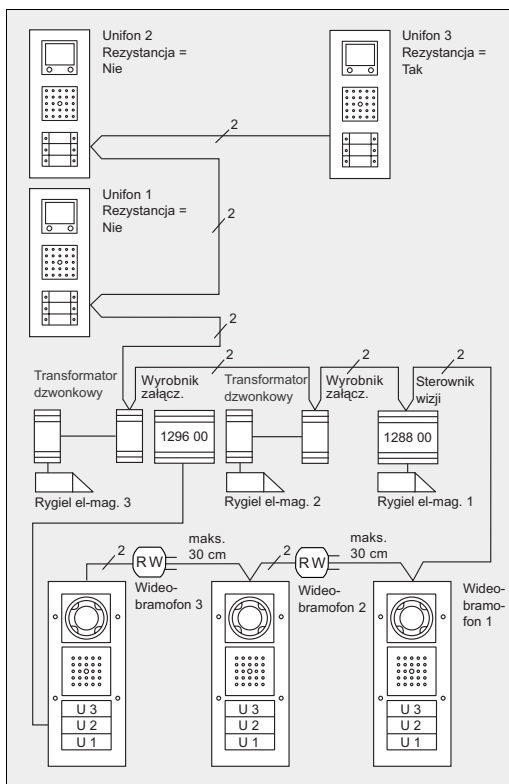 Unifon 2
Rezystancja =
Nie
Unifon 3
Rezystancja =
Tak
2
Unifon 1
Rezystancja =
Nie
2
2
2
2
2
Transformator
dzwonkowy
Wyrobnik
załącz.
Transformator
dzwonkowy
Wyrobnik
załącz.
Sterownik
wizji
1296 00
1288 00
Rygiel el-mag. 3
Rygiel el-mag. 2
Rygiel el-mag. 1
2
RW
maks.
30 cm
2
RW
maks.
30 cm
Wideo-
bramofon 3
Wideo-
bramofon 2
Wideo-
bramo-
fon 1
U 3
U 2
U 1
U 3
U 2
U 1
U 3
U 2
U 1